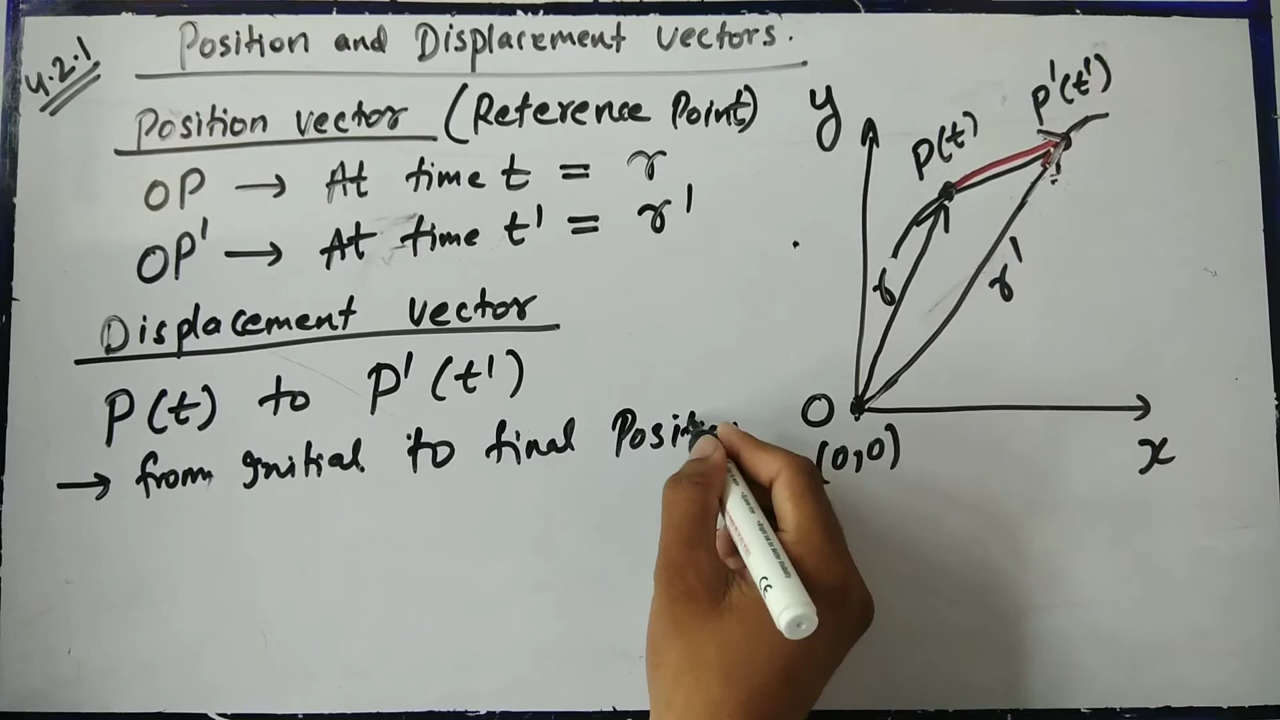 4.2.1
Position and Displacement vectors.
Position vector (Reference Point)
OP → At time t = r
OP' → At time t' = r'
Displacement vector
P(t) to P'(t')
→ from Initial to final
y
P(t)
P'(t')
r
r'
O
(0,0)
x
CE